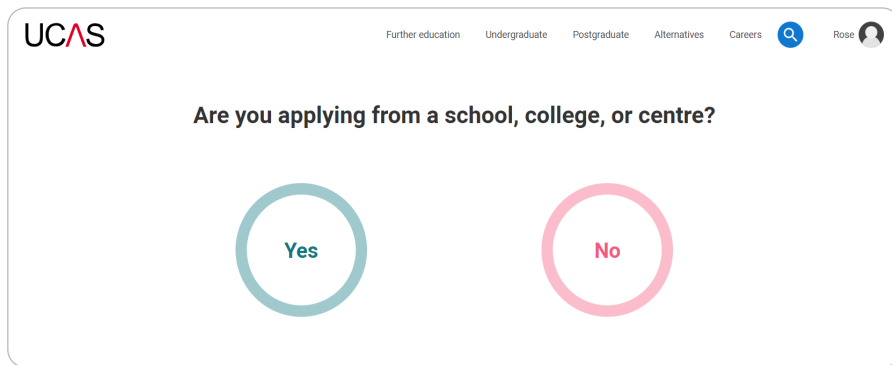 UCAS
Further education Undergraduate Postgraduate Alternatives Careers Rose
Are you applying from a school, college, or centre?
Yes No